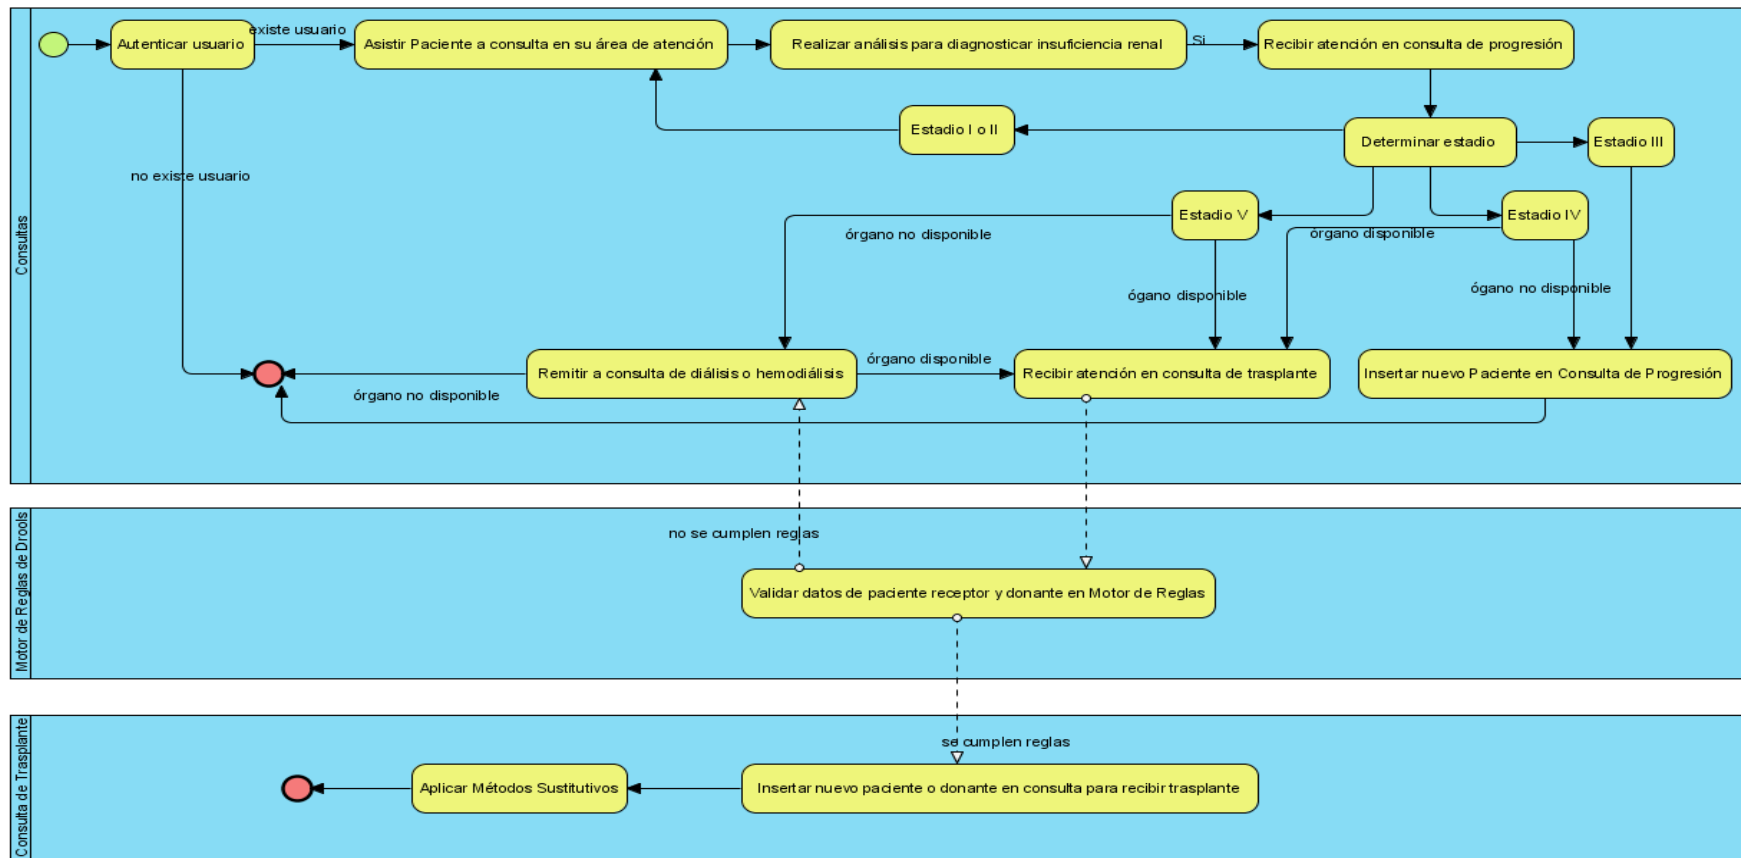 Consultas
Autenticar usuario
existe usuario
Asistir Paciente a consulta en su área de atención
Realizar análisis para diagnosticar insuficiencia renal
Si
Recibir atención en consulta de progresión
Estadio I o II
Determinar estadio
Estadio III
no existe usuario
Estadio V
Estadio IV
órgano no disponible
órgano disponible
ógano disponible
ógano no disponible
Remitir a consulta de diálisis o hemodiálisis
órgano disponible
Recibir atención en consulta de trasplante
Insertar nuevo Paciente en Consulta de Progresión
órgano no disponible
Motor de Reglas de Drools
no se cumplen reglas
Validar datos de paciente receptor y donante en Motor de Reglas
Consulta de Trasplante
se cumplen reglas
Aplicar Métodos Sustitutivos
Insertar nuevo paciente o donante en consulta para recibir trasplante